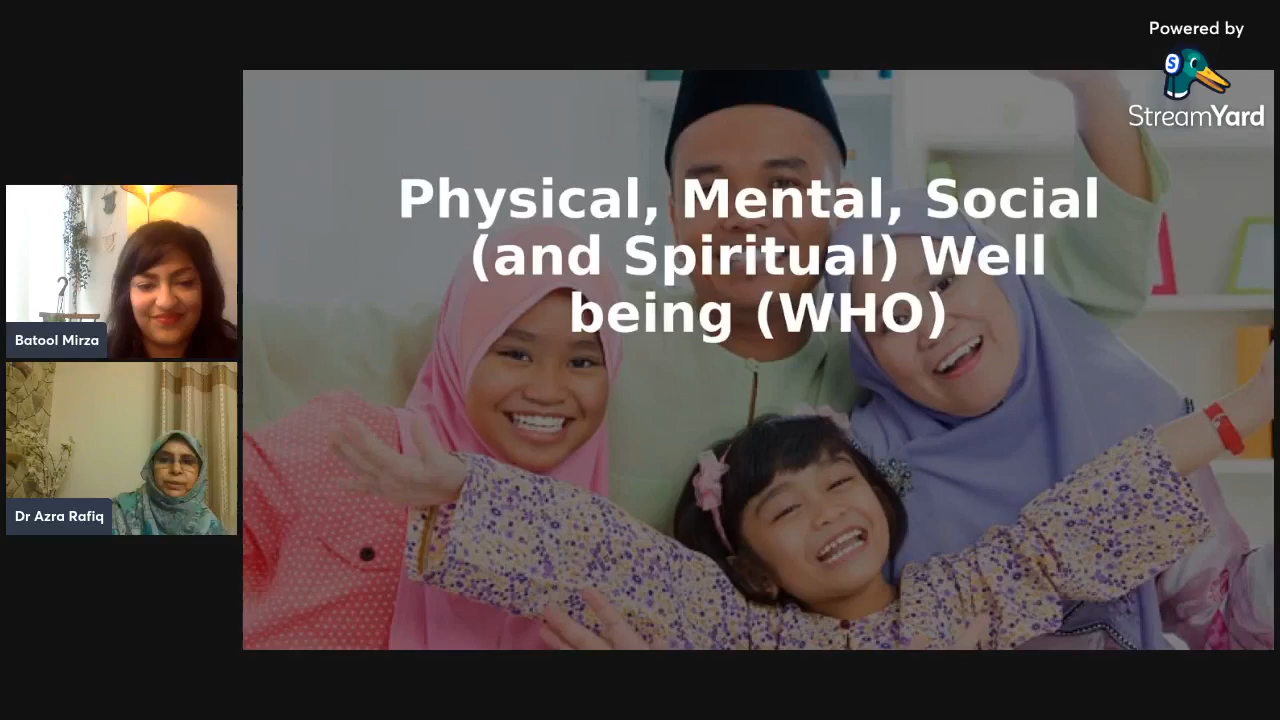 Powered by
S
StreamYard
Physical, Mental, Social
(and Spiritual) Well
being (WHO)
Batool Mirza
Dr Azra Rafiq